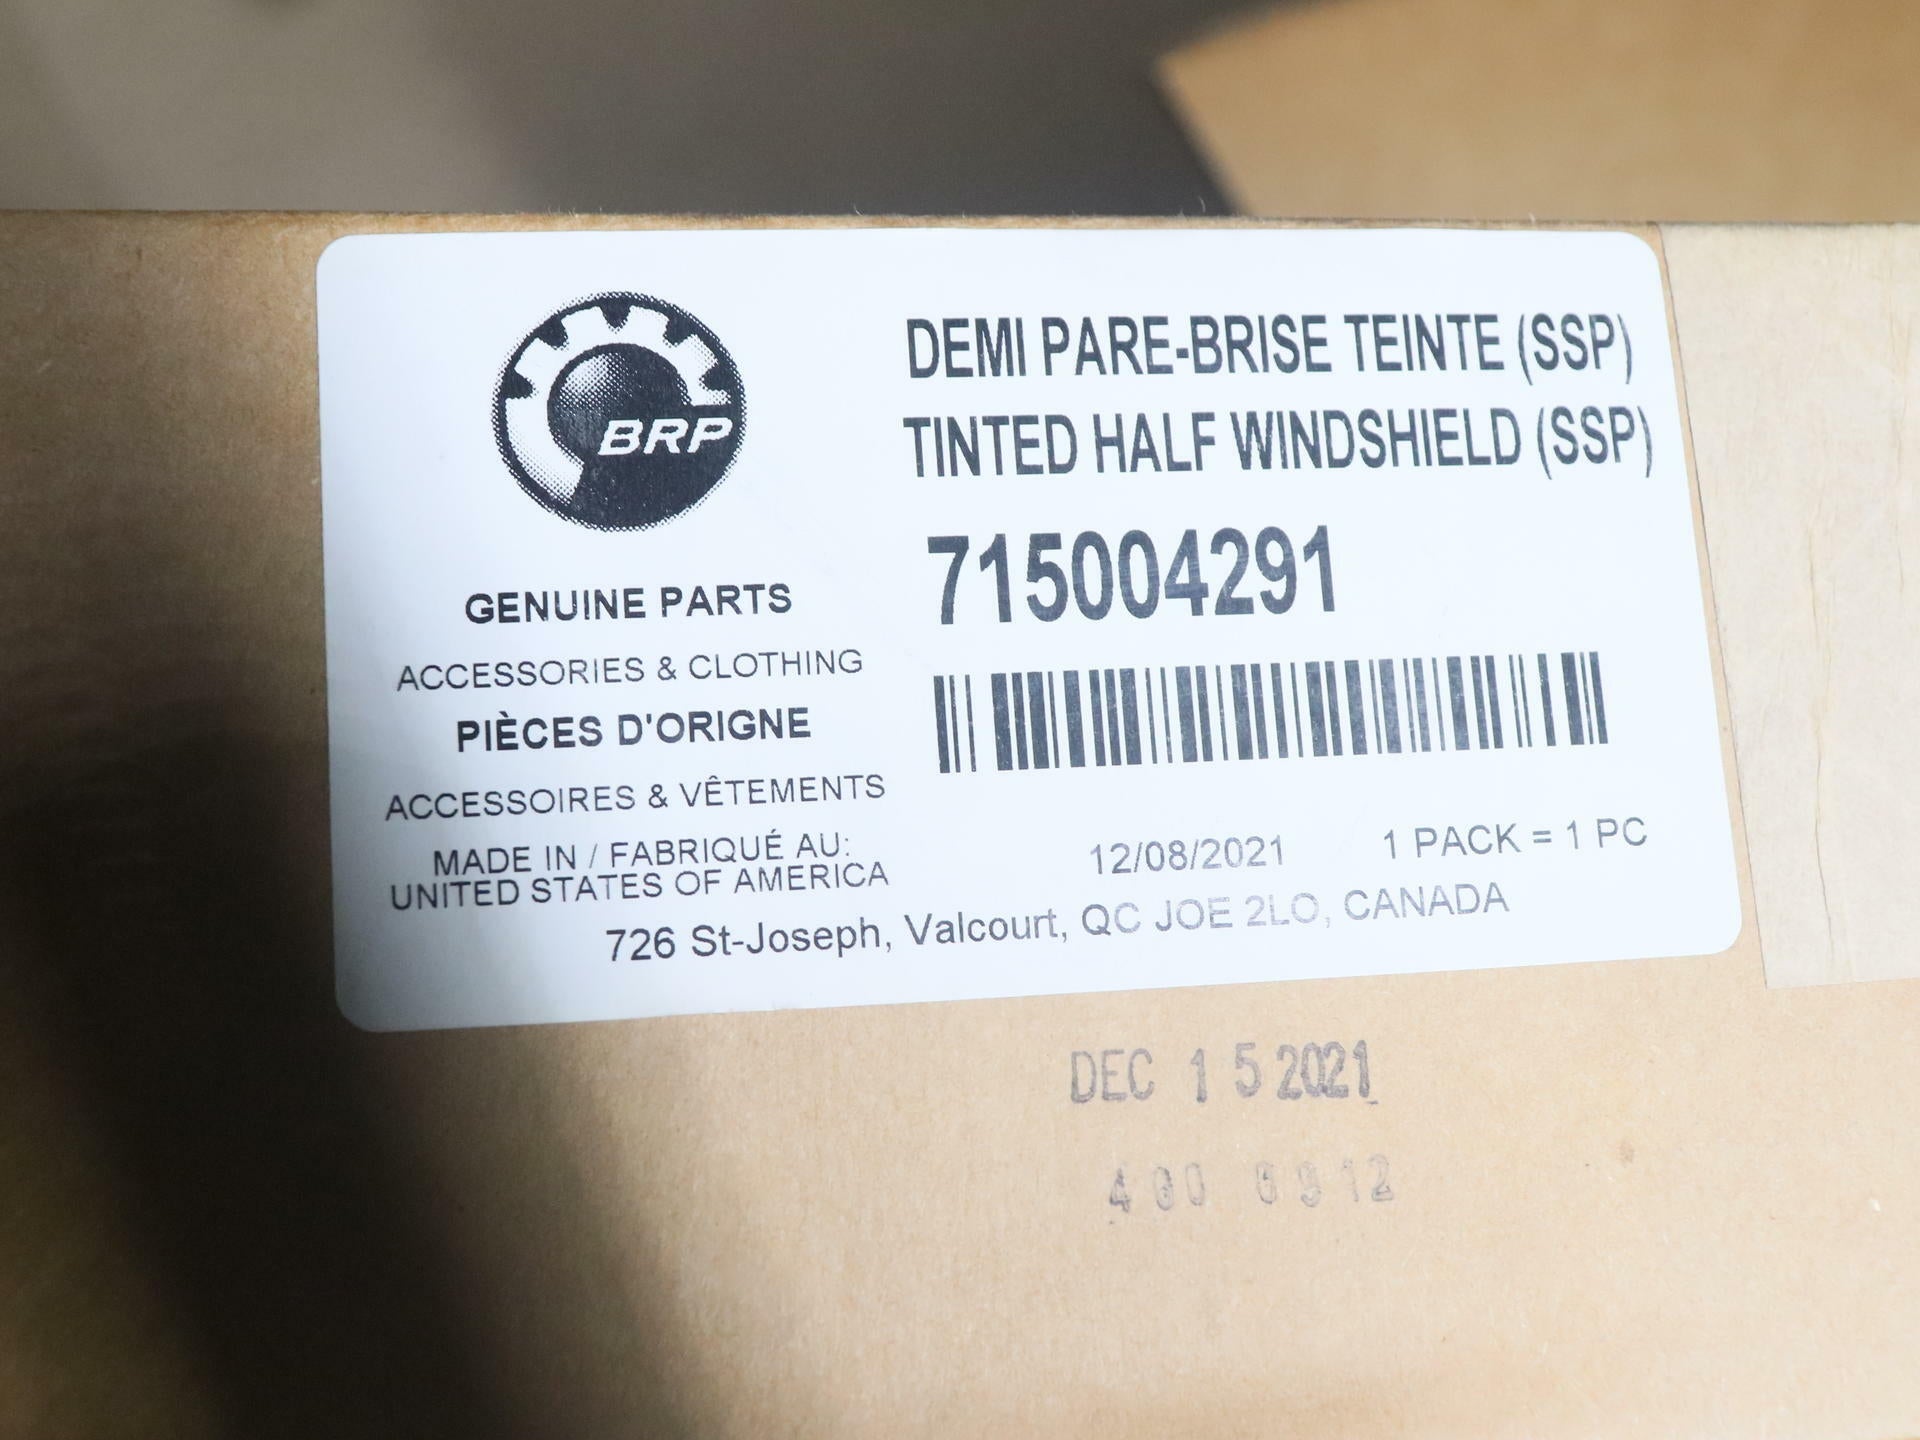 BRP
GENUINE PARTS
ACCESSORIES & CLOTHING
PIÈCES D'ORIGNE
ACCESSOIRES & VÊTEMENTS
MADE IN / FABRIQUÉ AU:
UNITED STATES OF AMERICA
DEMI PARE-BRISE TEINTE (SSP)
TINTED HALF WINDSHIELD (SSP)
715004291
12/08/2021 1 PACK = 1 PC
726 St-Joseph, Valcourt, QC JOE 2LO, CANADA
DEC 15 2021